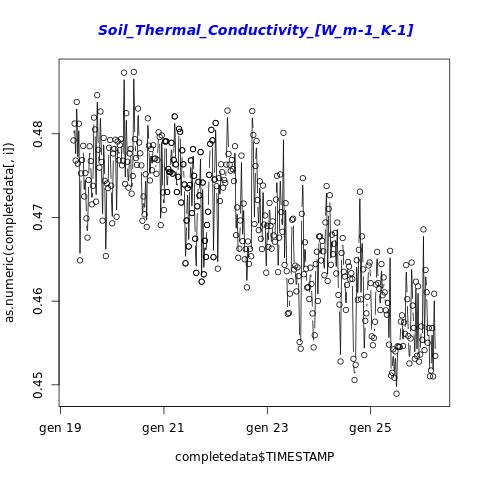 Soil_Thermal_Conductivity_[W_m-1_K-1]
as.numeric(completedata[, i])
0.48
0.47
0.46
0.45
gen 19 gen 21 gen 23 gen 25
completedata$TIMESTAMP